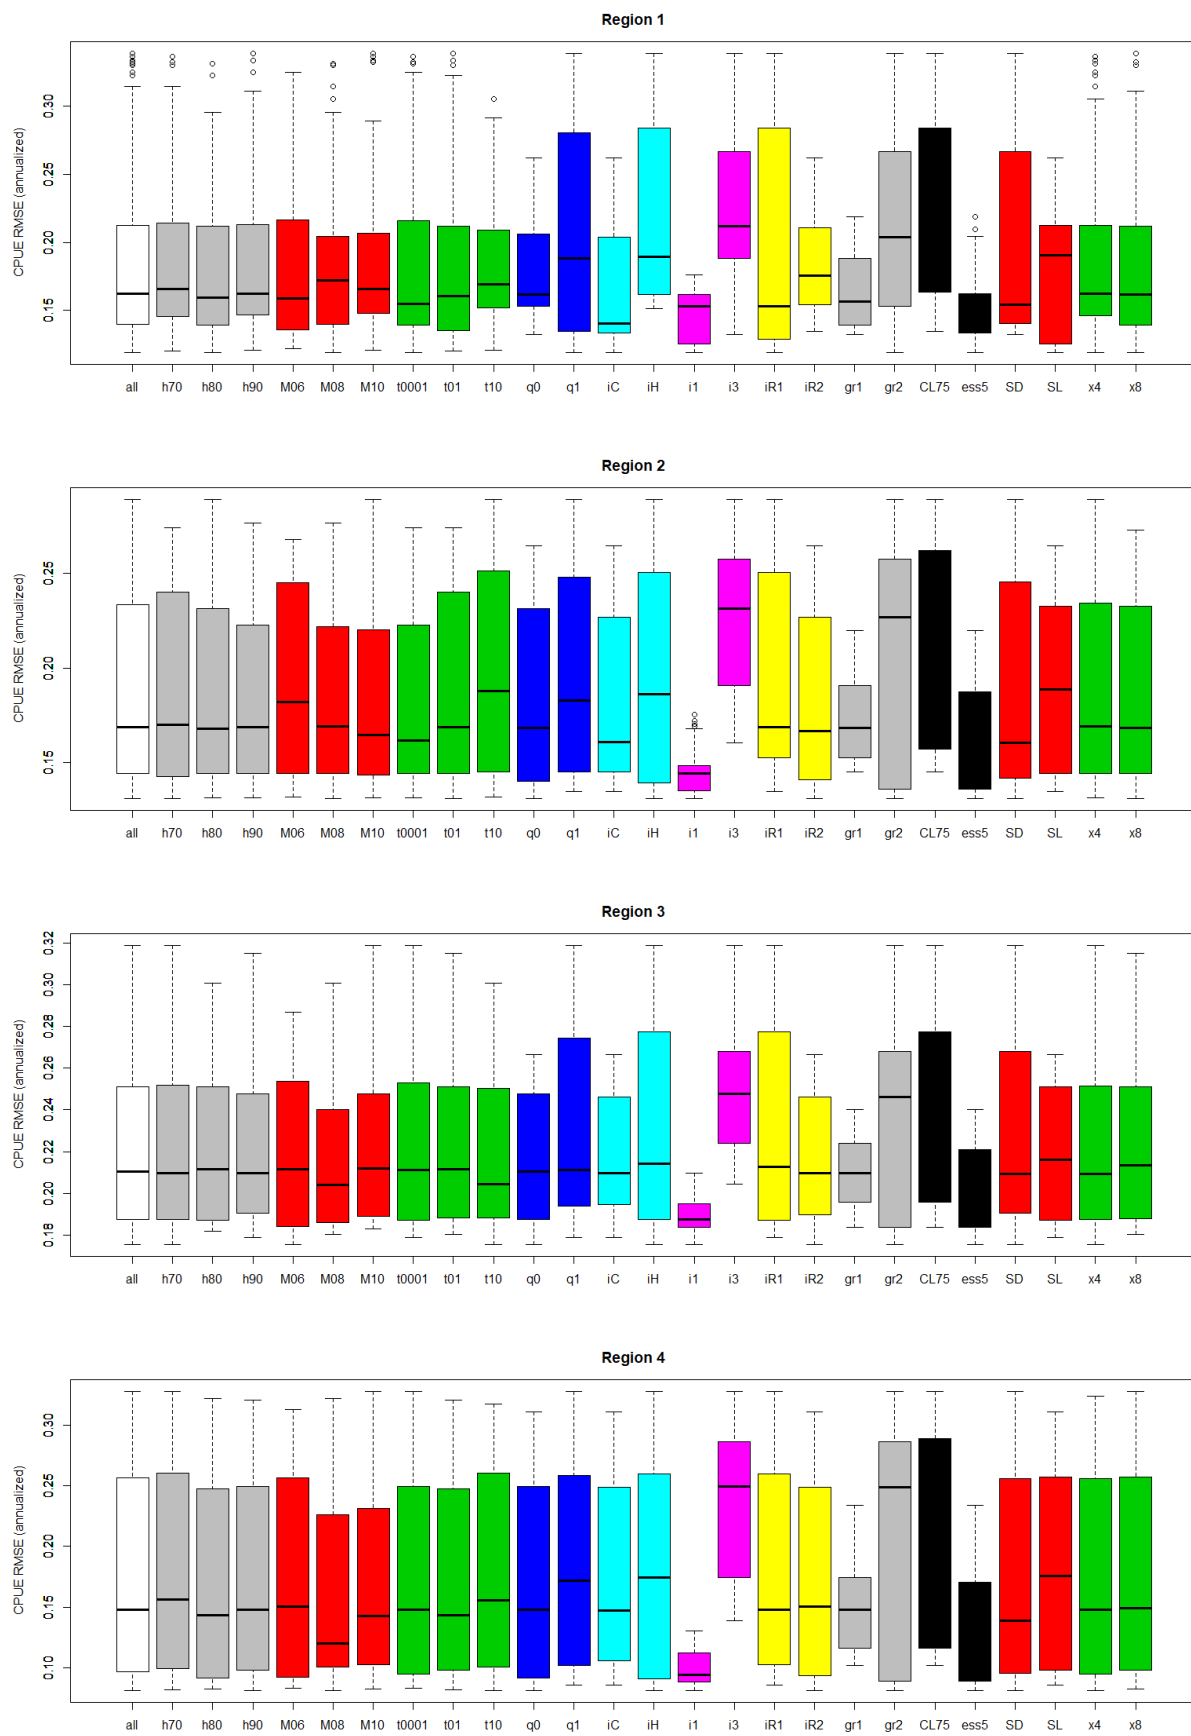 Region 1
CPUE RMSE (annualized)
0.30
0.25
0.20
0.15
all h70 h80 h90 M06 M08 M10 t0001 t01 t10 q0 q1 iC iH i1 i3 iR1 iR2 gr1 gr2 CL75 ess5 SD SL x4 x8
Region 2
CPUE RMSE (annualized)
0.25
0.20
0.15
all h70 h80 h90 M06 M08 M10 t0001 t01 t10 q0 q1 iC iH i1 i3 iR1 iR2 gr1 gr2 CL75 ess5 SD SL x4 x8
Region 3
CPUE RMSE (annualized)
0.32
0.30
0.28
0.26
0.24
0.22
0.20
0.18
all h70 h80 h90 M06 M08 M10 t0001 t01 t10 q0 q1 iC iH i1 i3 iR1 iR2 gr1 gr2 CL75 ess5 SD SL x4 x8
Region 4
CPUE RMSE (annualized)
0.30
0.25
0.20
0.15
0.10
all h70 h80 h90 M06 M08 M10 t0001 t01 t10 q0 q1 iC iH i1 i3 iR1 iR2 gr1 gr2 CL75 ess5 SD SL x4 x8